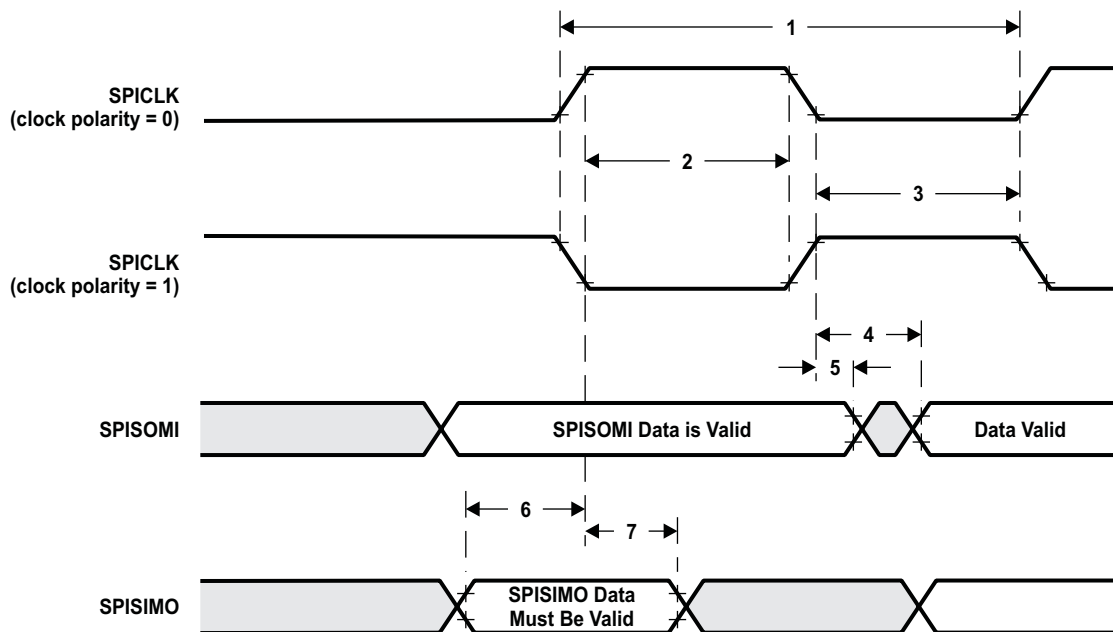 1
SPICLK
(clock polarity = 0)
2
3
SPICLK
(clock polarity = 1)
4
5
SPISOMI
SPISOMI Data is Valid
Data Valid
6
7
SPISIMO
SPISIMO Data
Must Be Valid